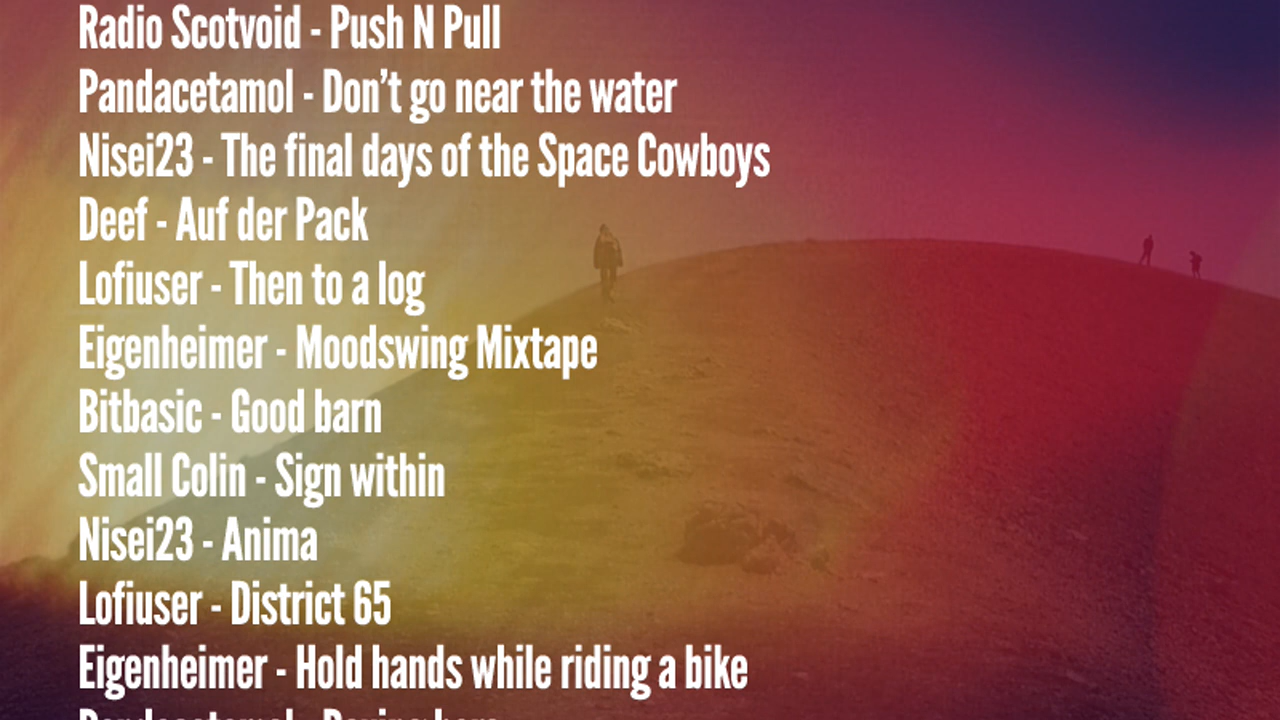 Radio Scotvoid - Push N Pull
Pandacetamol - Don’t go near the water
Nisei23 - The final days of the Space Cowboys
Deef - Auf der Pack
Lofiuser - Then to a log
Eigenheimer - Moodswing Mixtape
Bitbasic - Good barn
Small Colin - Sign within
Nisei23 - Anima
Lofiuser - District 65
Eigenheimer - Hold hands while riding a bike
Pandacetamol -